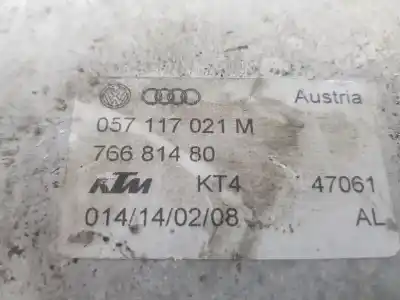 Austria
057 117 021 M
766 814 80
KTM KT4 47061
014/14/02/08 AL